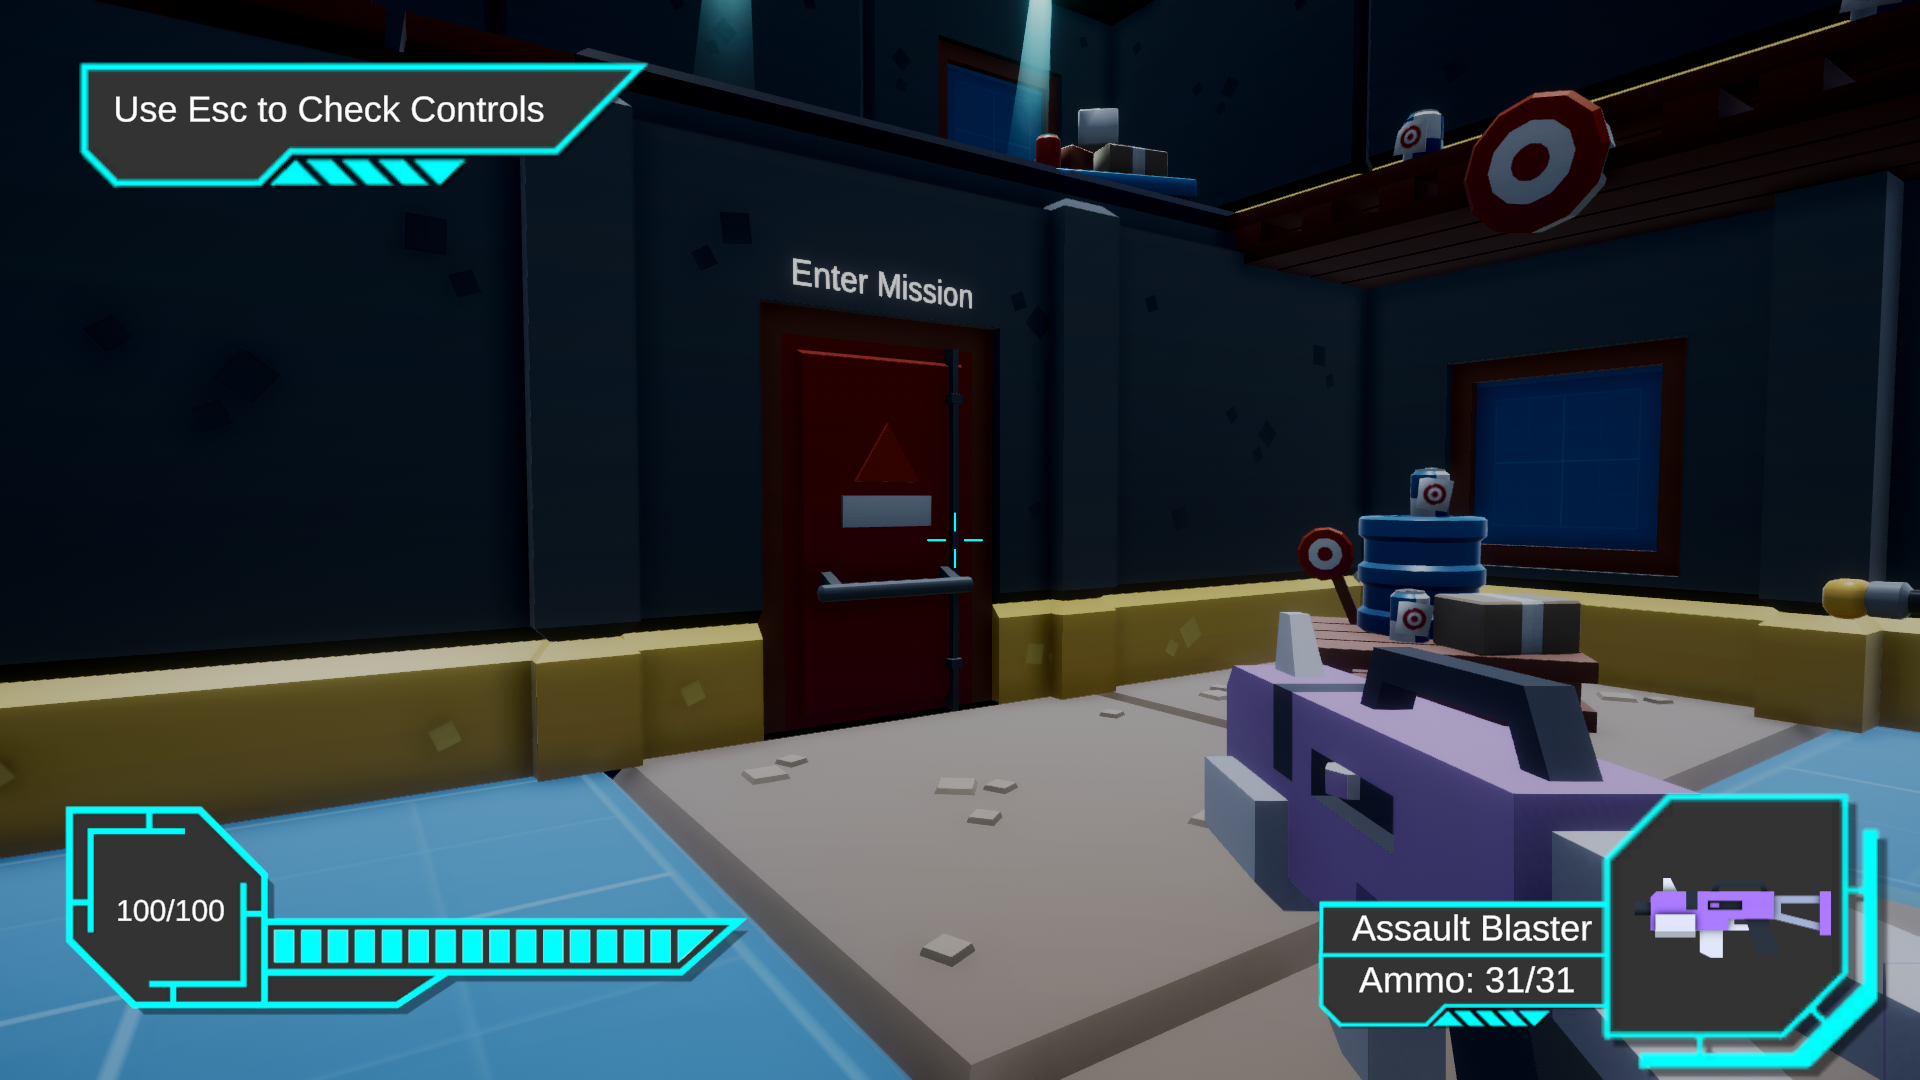 Use Esc to Check Controls
Enter Mission
100/100
Assault Blaster
Ammo: 31/31